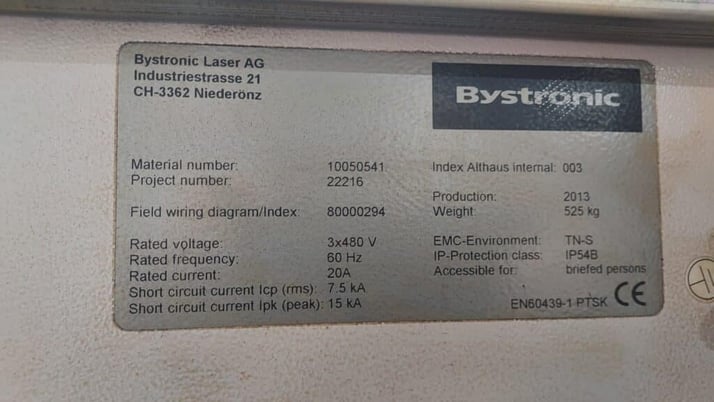 Bystronic Laser AG
Industriestrasse 21
CH-3362 Niederönz
Bystronic
Material number: 10050541
Project number: 22216
Field wiring diagram/Index: 80000294
Rated voltage: 3x480 V
Rated frequency: 60 Hz
Rated current: 20A
Short circuit current Icp (rms): 7.5 kA
Short circuit current Ipk (peak): 15 kA
Index Althaus internal: 003
Production: 2013
Weight: 525 kg
EMC-Environment: TN-S
IP-Protection class: IP54B
Accessible for: briefed persons
EN60439-1 PTSK CE